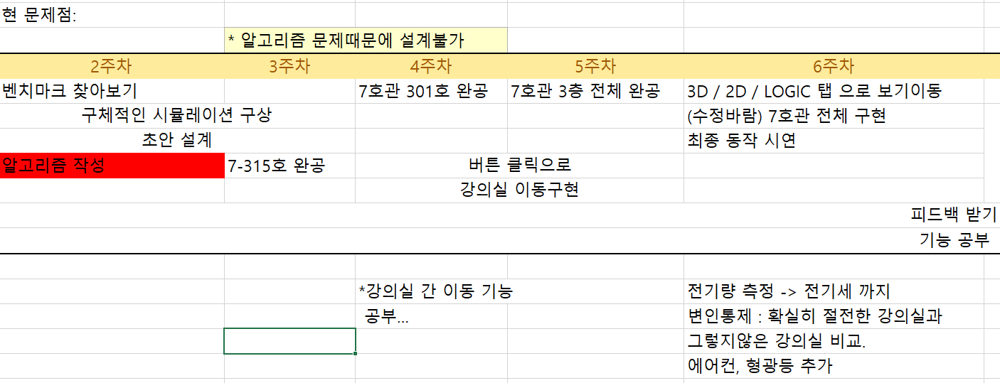 현 문제점:
* 알고리즘 문제때문에 설계불가
2주차 3주차 4주차 5주차 6주차
벤치마크 찾아보기 7호관 301호 완공 7호관 3층 전체 완공 3D / 2D / LOGIC 탭 으로 보기이동
구체적인 시뮬레이션 구상 (수정바람) 7호관 전체 구현
초안 설계 최종 동작 시연
알고리즘 작성 7-315호 완공 버튼 클릭으로
강의실 이동구현
피드백 받기
기능 공부
*강의실 간 이동 기능 전기량 측정 -> 전기세 까지
공부... 변인통제 : 확실히 절전한 강의실과
그렇지않은 강의실 비교.
에어컨, 형광등 추가